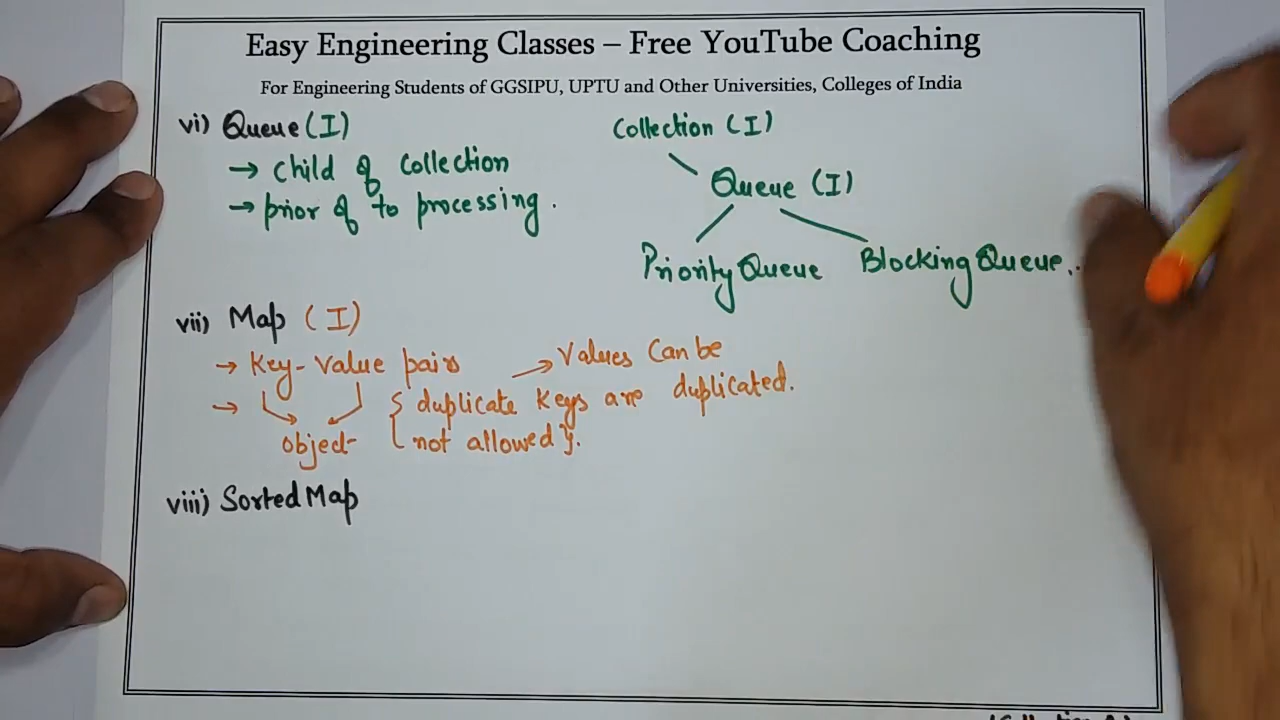 Easy Engineering Classes – Free YouTube Coaching
For Engineering Students of GGSIPU, UPTU and Other Universities, Colleges of India
vi) Queue (I)
→ child of collection
→ prior of to processing.
Collection (I)
Queue (I)
PriorityQueue BlockingQueue..
vii) Map (I)
→ Key-value pairs
→ Values can be
duplicated.
→
object
{ duplicate keys are
not allowed}.
viii) SortedMap